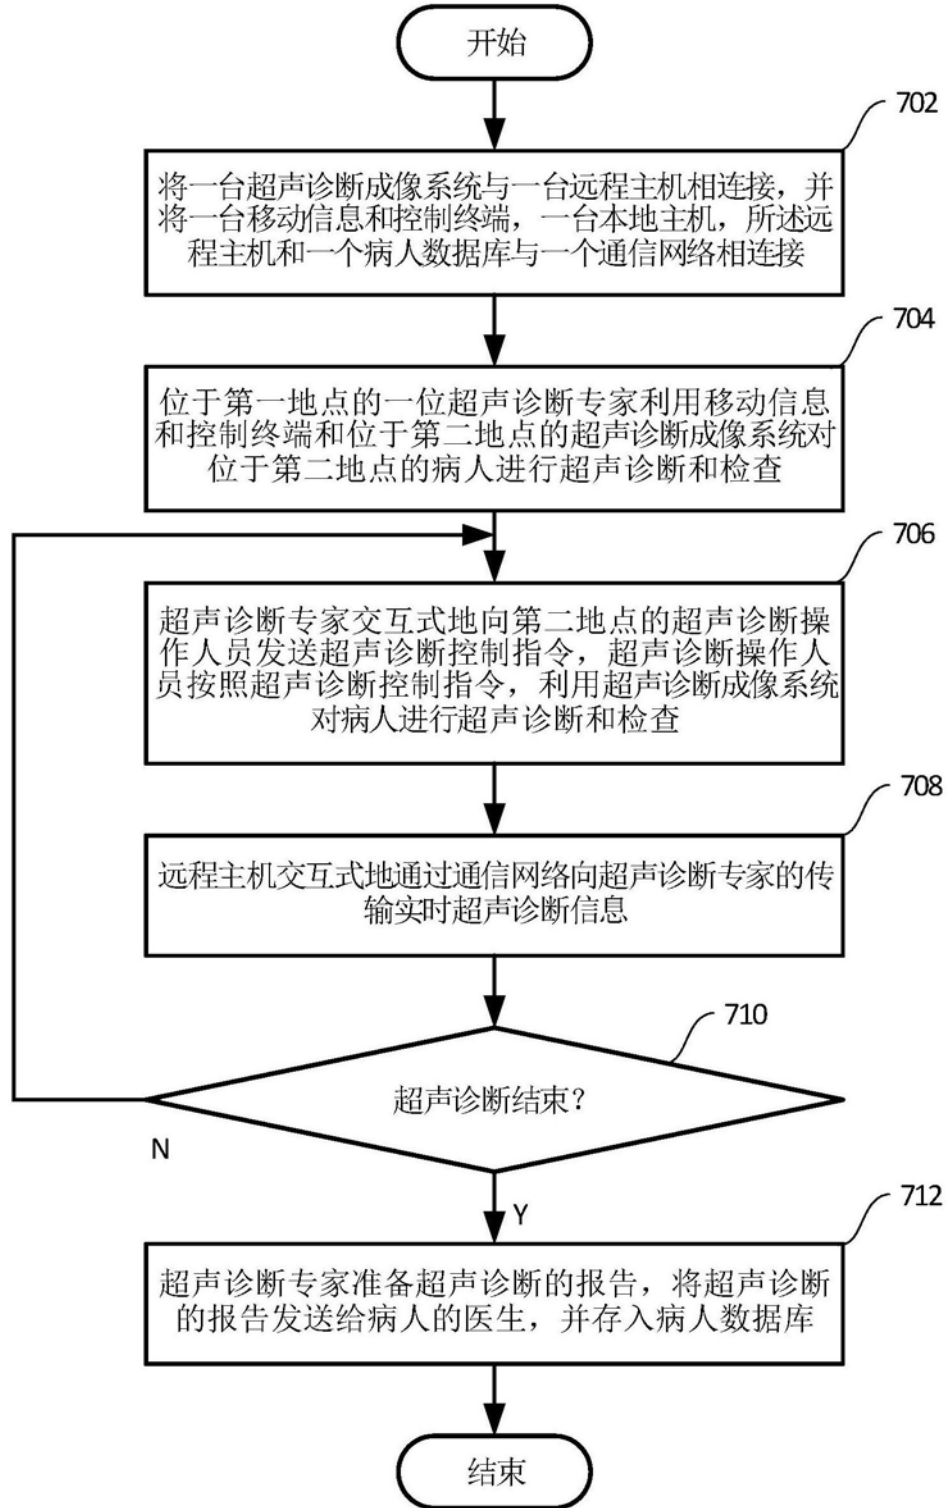 开始
702
将一台超声诊断成像系统与一台远程主机相连接，并
将一台移动信息和控制终端，一台本地主机，所述远
程主机和一个病人数据库与一个通信网络相连接
704
位于第一地点的一位超声诊断专家利用移动信息
和控制终端和位于第二地点的超声诊断成像系统对
位于第二地点的病人进行超声诊断和检查
706
超声诊断专家交互式地向第二地点的超声诊断操
作人员发送超声诊断控制指令，超声诊断操作人
员按照超声诊断控制指令，利用超声诊断成像系统
对病人进行超声诊断和检查
708
远程主机交互式地通过通信网络向超声诊断专家的传
输实时超声诊断信息
710
超声诊断结束？
N
Y
712
超声诊断专家准备超声诊断的报告，将超声诊断
的报告发送给病人的医生，并存入病人数据库
结束